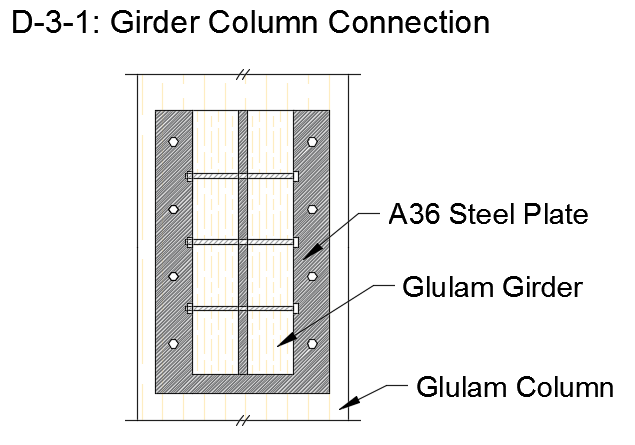 D-3-1: Girder Column Connection
A36 Steel Plate
Glulam Girder
Glulam Column